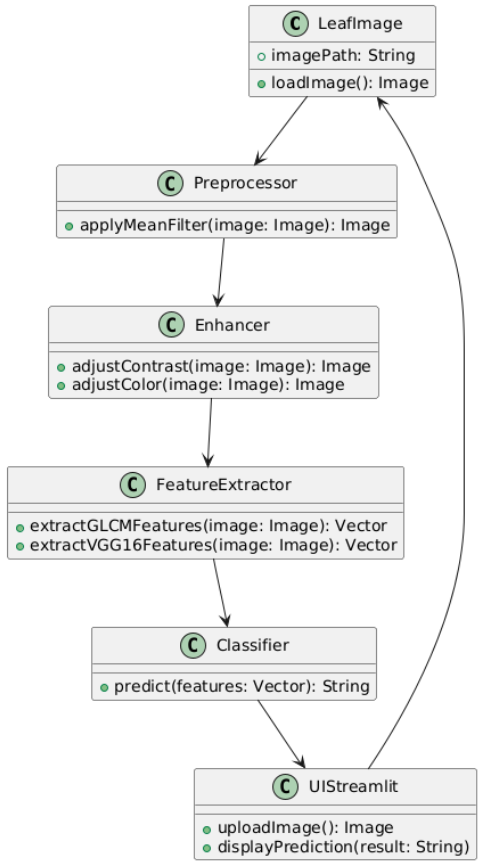 C LeafImage
imagePath: String
loadImage(): Image
C Preprocessor
applyMeanFilter(image: Image): Image
C Enhancer
adjustContrast(image: Image): Image
adjustColor(image: Image): Image
C FeatureExtractor
extractGLCMFeatures(image: Image): Vector
extractVGG16Features(image: Image): Vector
C Classifier
predict(features: Vector): String
C UIStreamlit
uploadImage(): Image
displayPrediction(result: String)